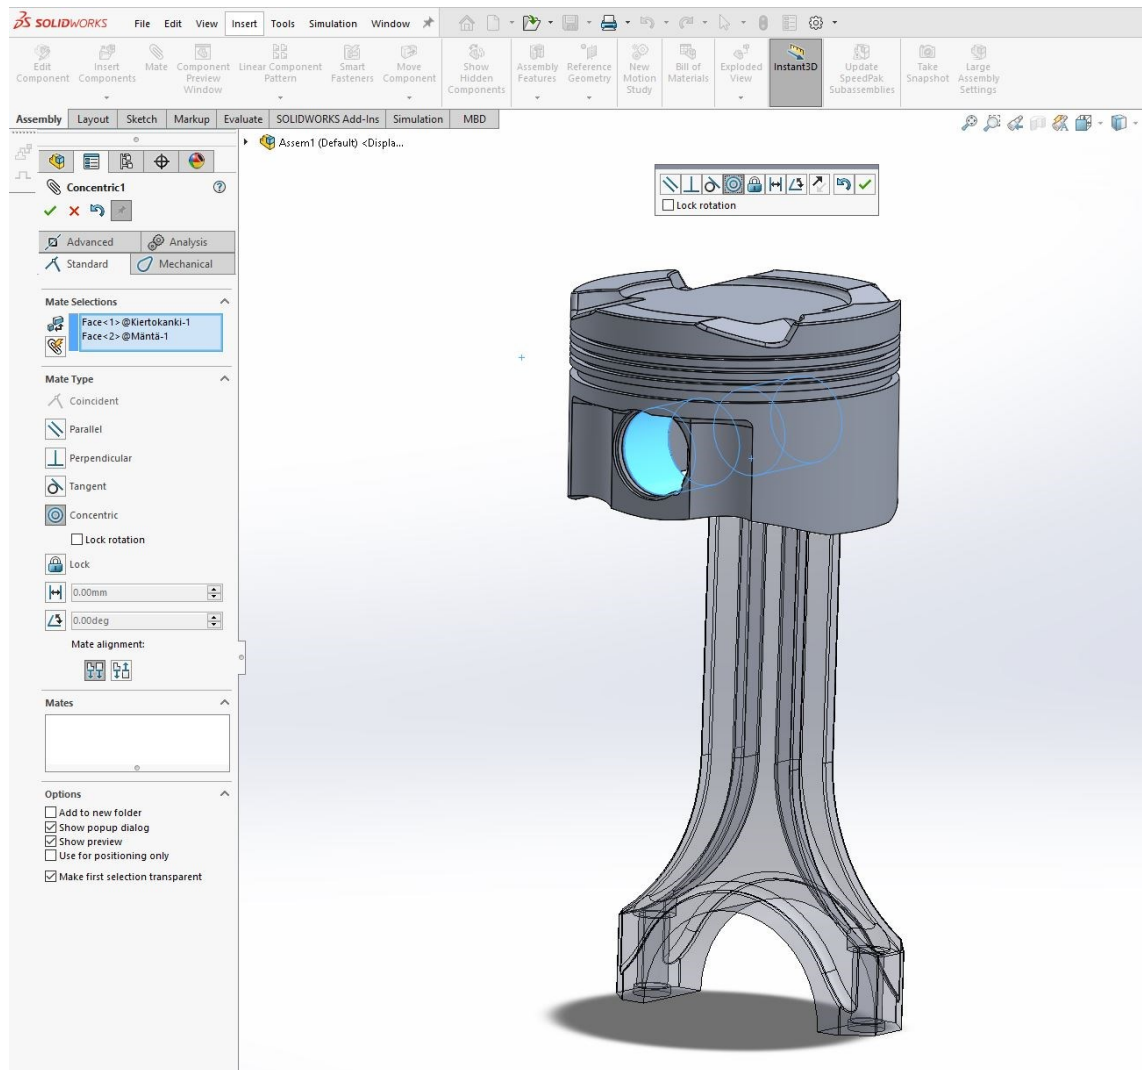 SOLIDWORKS File Edit View Insert Tools Simulation Window
Edit Component
Insert Components
Mate
Component Preview Window
Linear Component Pattern
Smart Fasteners
Move Component
Show Hidden Components
Assembly Features
Reference Geometry
New Motion Study
Bill of Materials
Exploded View
Instant3D
Update SpeedPak Subassemblies
Take Snapshot
Large Assembly Settings
Assembly Layout Sketch Markup Evaluate SOLIDWORKS Add-Ins Simulation MBD
Assem1 (Default) <Displa...
Concentric1
Advanced Analysis
Standard Mechanical
Mate Selections
Face<1>@Kiertokanki-1
Face<2>@Mäntä-1
Mate Type
Coincident
Parallel
Perpendicular
Tangent
Concentric
Lock rotation
Lock
0.00mm
0.00deg
Mate alignment:
Mates
Options
Add to new folder
Show popup dialog
Show preview
Use for positioning only
Make first selection transparent
Lock rotation